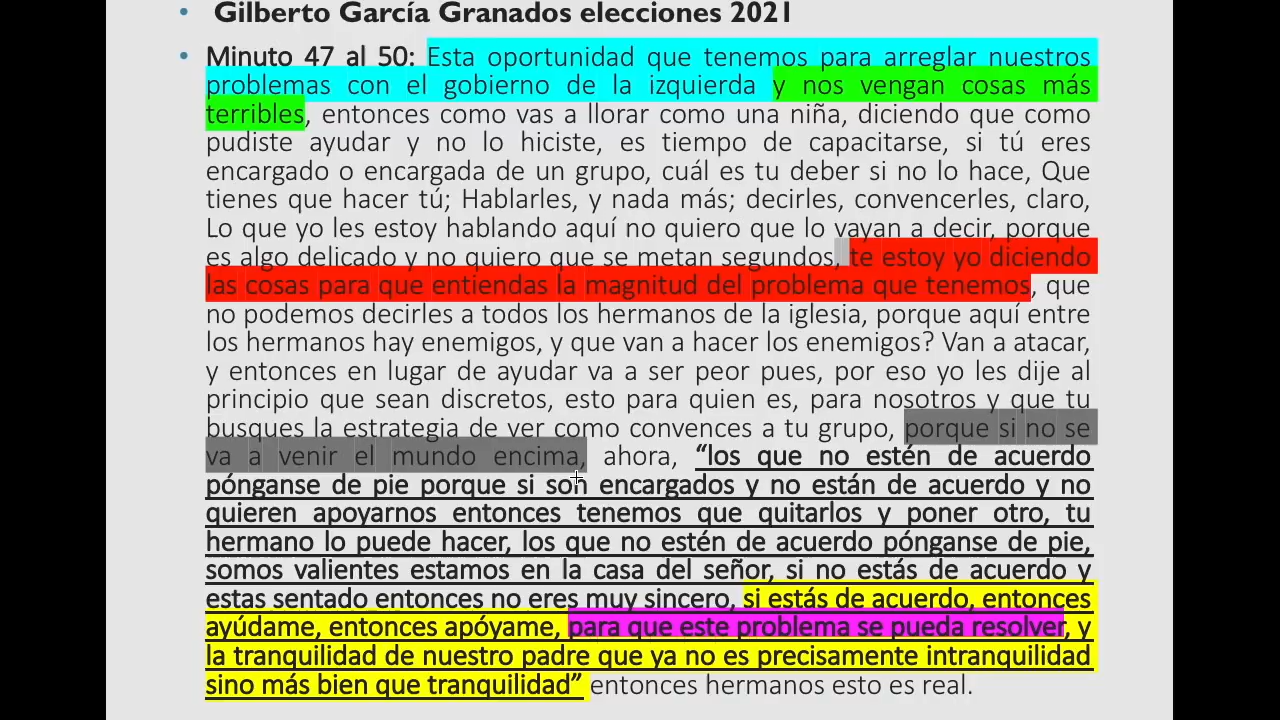 • Gilberto García Granados elecciones 2021
• Minuto 47 al 50: Esta oportunidad que tenemos para arreglar nuestros
problemas con el gobierno de la izquierda y nos vengan cosas más
terribles, entonces como vas a llorar como una niña, diciendo que como
pudiste ayudar y no lo hiciste, es tiempo de capacitarse, si tú eres
encargado o encargada de un grupo, cuál es tu deber si no lo hace, Que
tienes que hacer tú; Hablarles, y nada más; decirles, convencerles, claro,
Lo que yo les estoy hablando aquí no quiero que lo vayan a decir, porque
es algo delicado y no quiero que se metan segundos, te estoy yo diciendo
las cosas para que entiendas la magnitud del problema que tenemos, que
no podemos decirles a todos los hermanos de la iglesia, porque aquí entre
los hermanos hay enemigos, y que van a hacer los enemigos? Van a atacar,
y entonces en lugar de ayudar va a ser peor pues, por eso yo les dije al
principio que sean discretos, esto para quien es, para nosotros y que tu
busques la estrategia de ver como convences a tu grupo, porque si no se
va a venir el mundo encima, ahora, “los que no estén de acuerdo
pónganse de pie porque si son encargados y no están de acuerdo y no
quieren apoyarnos entonces tenemos que quitarlos y poner otro, tu
hermano lo puede hacer, los que no estén de acuerdo pónganse de pie,
somos valientes estamos en la casa del señor, si no estás de acuerdo y
estas sentado entonces no eres muy sincero, si estás de acuerdo, entonces
ayúdame, entonces apóyame, para que este problema se pueda resolver, y
la tranquilidad de nuestro padre que ya no es precisamente intranquilidad
sino más bien que tranquilidad” entonces hermanos esto es real.